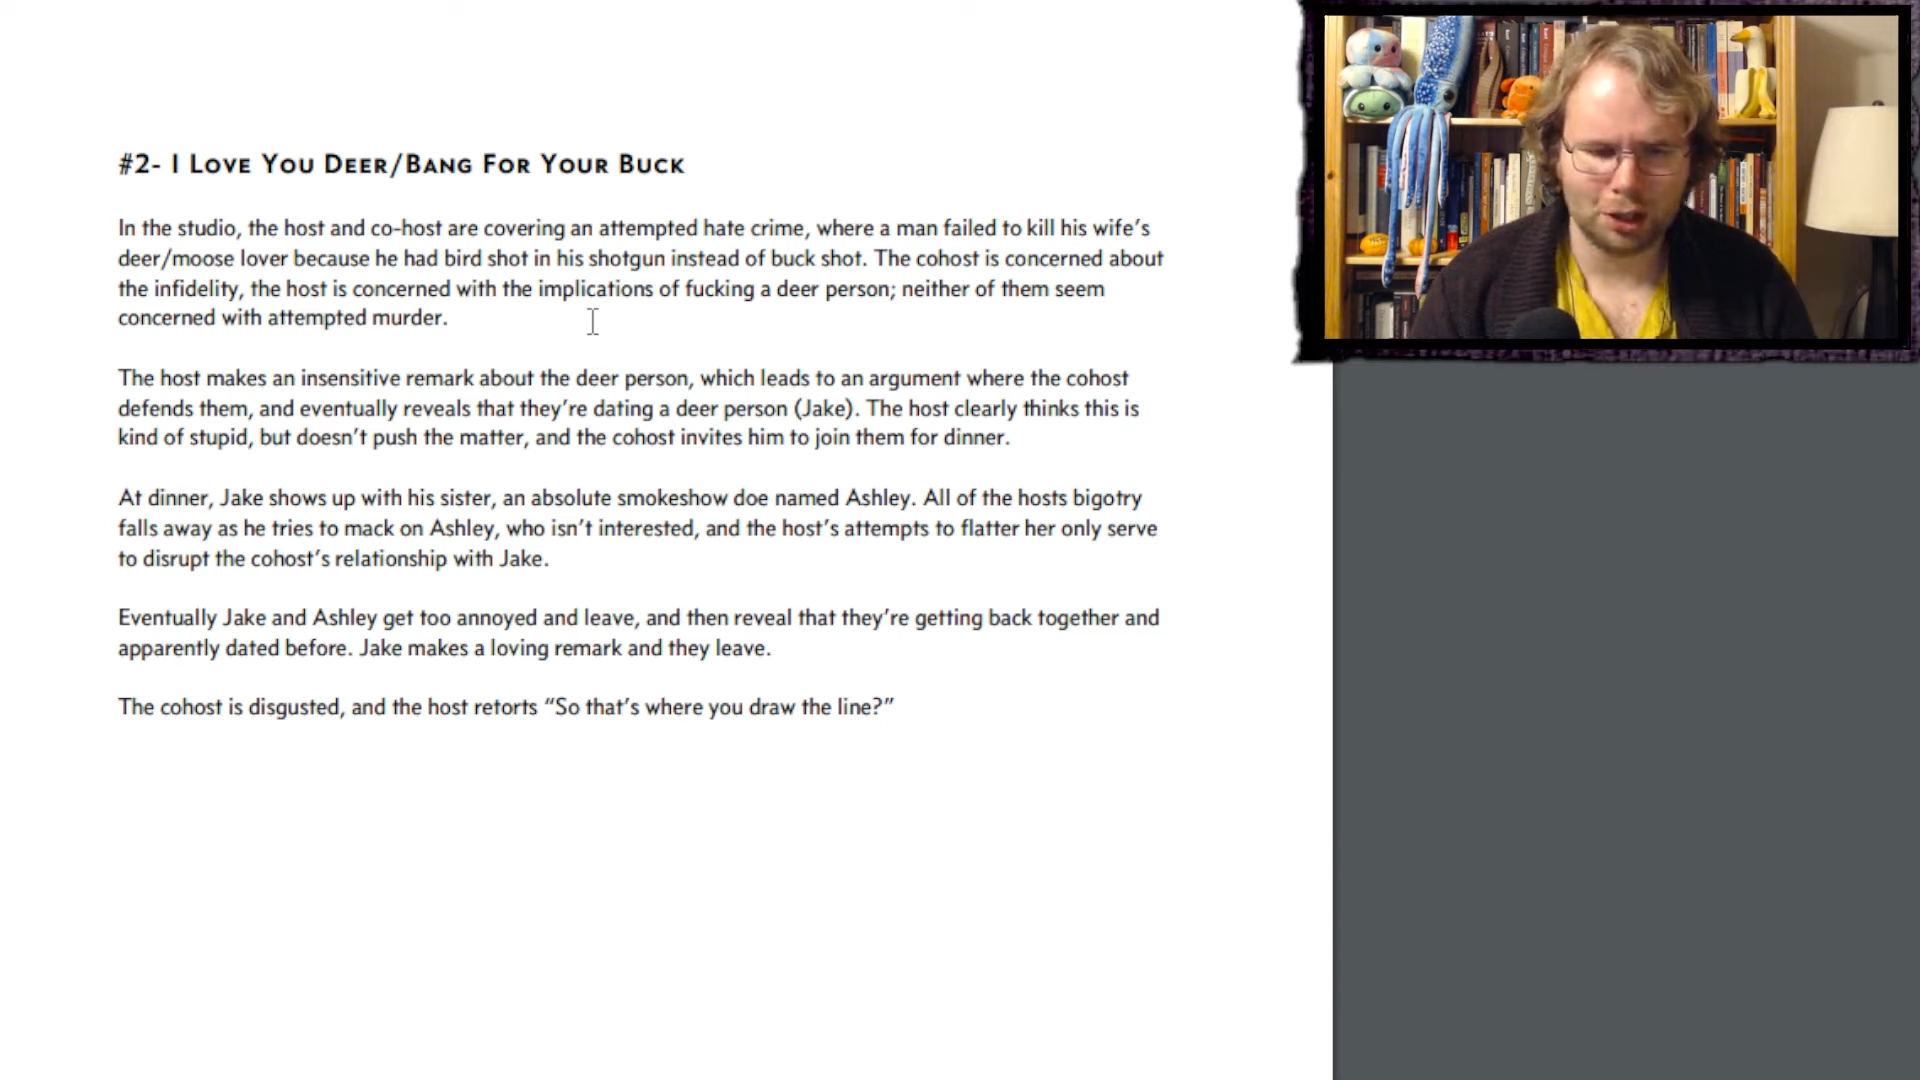 #2- I Love You Deer/Bang For Your Buck
In the studio, the host and co-host are covering an attempted hate crime, where a man failed to kill his wife's
deer/moose lover because he had bird shot in his shotgun instead of buck shot. The cohost is concerned about
the infidelity, the host is concerned with the implications of fucking a deer person; neither of them seem
concerned with attempted murder.
The host makes an insensitive remark about the deer person, which leads to an argument where the cohost
defends them, and eventually reveals that they're dating a deer person (Jake). The host clearly thinks this is
kind of stupid, but doesn't push the matter, and the cohost invites him to join them for dinner.
At dinner, Jake shows up with his sister, an absolute smokeshow doe named Ashley. All of the hosts bigotry
falls away as he tries to mack on Ashley, who isn't interested, and the host's attempts to flatter her only serve
to disrupt the cohost's relationship with Jake.
Eventually Jake and Ashley get too annoyed and leave, and then reveal that they're getting back together and
apparently dated before. Jake makes a loving remark and they leave.
The cohost is disgusted, and the host retorts "So that's where you draw the line?"